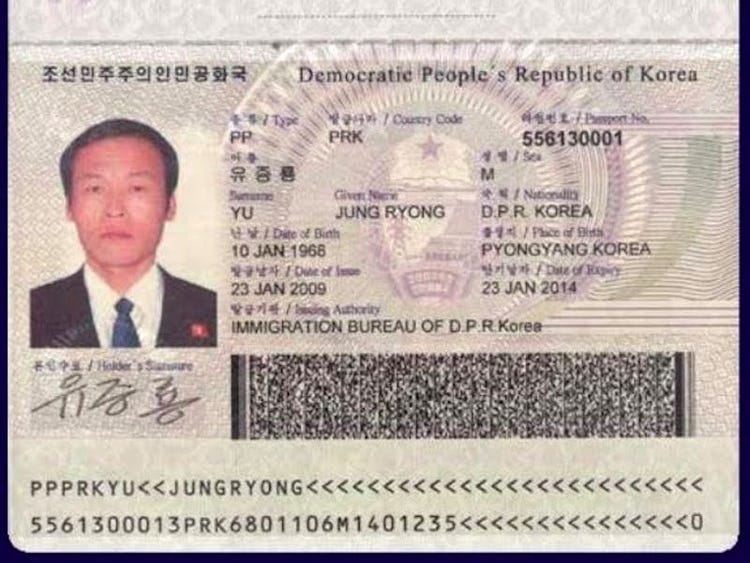 조선민주주의인민공화국 Democratic People´s Republic of Korea
종 류 / Type 발급나라 / Country Code 려권번호 / Passport No.
PP PRK 556130001
이 름 성 별 / Sex
유 중 룡 M
Surname Given Name 국 적 / Nationality
YU JUNG RYONG D.P.R. KOREA
난 날 / Date of Birth 출생지 / Place of Birth
10 JAN 1968 PYONGYANG KOREA
발급날자 / Date of Issue 만기날자 / Date of Expiry
23 JAN 2009 23 JAN 2014
발급기관 / Issuing Authority
IMMIGRATION BUREAU OF D.P.R.Korea
본인수표 / Holder´s Signature
유중룡
PPPRKYU<<JUNGRYONG<<<<<<<<<<<<<<<<<<<<<<<<<<
5561300013PRK6801106M1401235<<<<<<<<<<<<<<<0